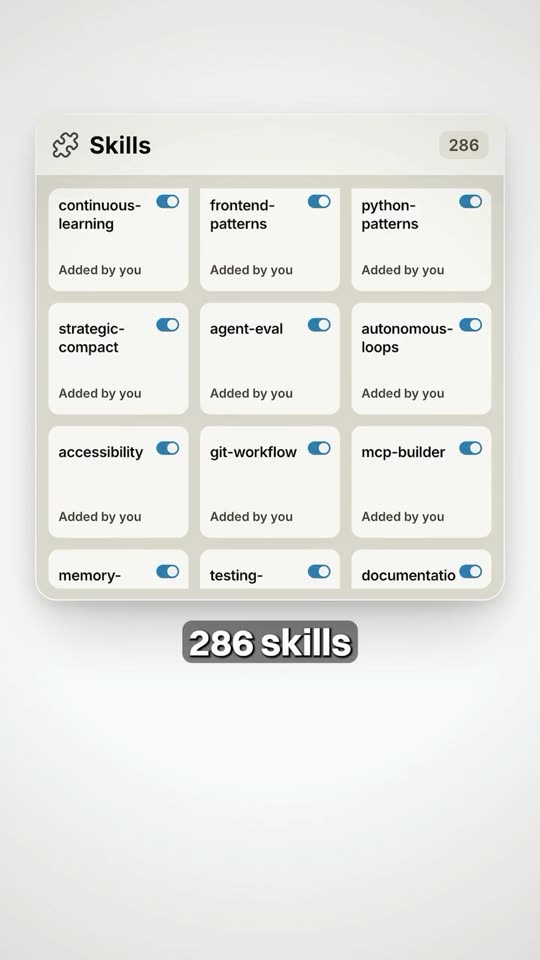 Skills
286
continuous-
learning
Added by you
frontend-
patterns
Added by you
python-
patterns
Added by you
strategic-
compact
Added by you
agent-eval
Added by you
autonomous-
loops
Added by you
accessibility
Added by you
git-workflow
Added by you
mcp-builder
Added by you
memory-
testing-
documentatio
286 skills